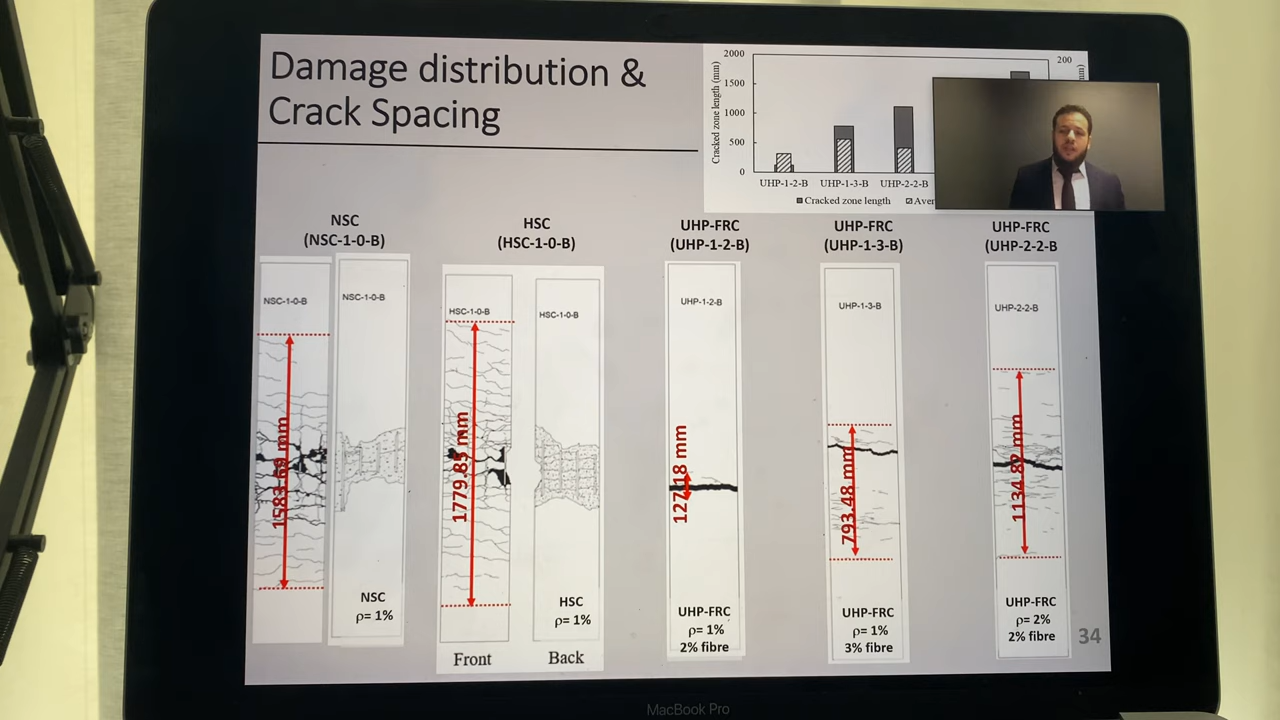 Damage distribution &
Crack Spacing
2000
1500
1000
500
0
Cracked zone length (mm)
200
mm)
UHP-1-2-B
UHP-1-3-B
UHP-2-2-B
Cracked zone length
Aver
NSC
(NSC-1-0-B)
HSC
(HSC-1-0-B)
UHP-FRC
(UHP-1-2-B)
UHP-FRC
(UHP-1-3-B)
UHP-FRC
(UHP-2-2-B
NSC-1-0-B
NSC-1-0-B
HSC-1-0-B
HSC-1-0-B
UHP-1-2-B
UHP-1-3-B
UHP-2-2-B
mm
1779.85 mm
mm
793.48 mm
1134.82 mm
NSC
ρ= 1%
HSC
ρ= 1%
UHP-FRC
ρ= 1%
2% fibre
UHP-FRC
ρ= 1%
3% fibre
UHP-FRC
ρ= 2%
2% fibre
Front
Back
34
MacBook Pro